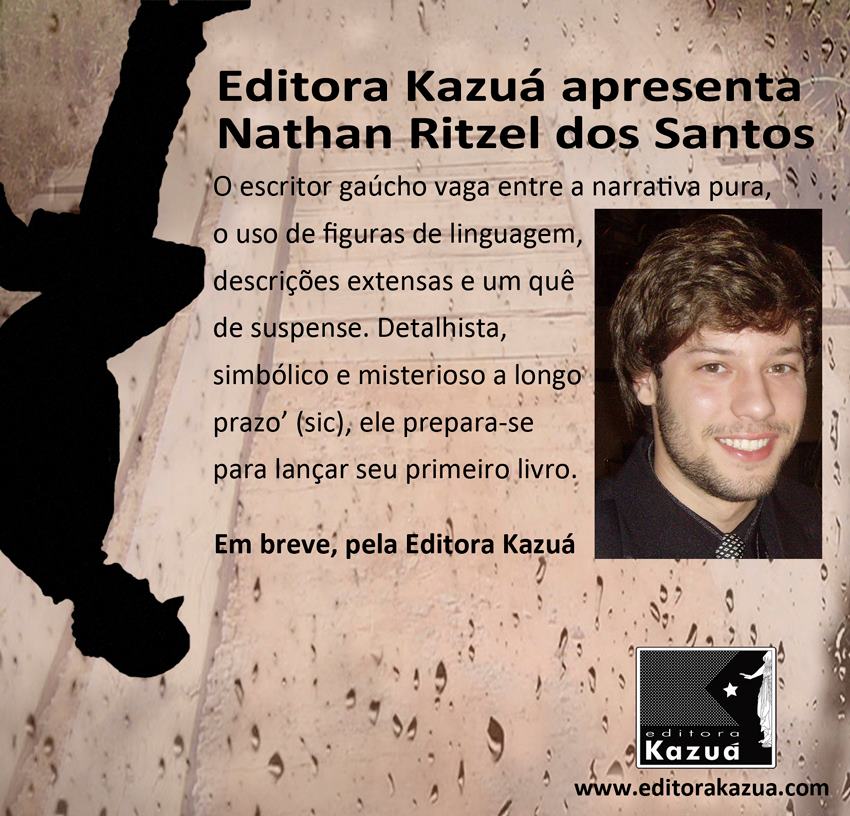 Editora Kazuá apresenta
Nathan Ritzel dos Santos
O escritor gaúcho vaga entre a narrativa pura,
o uso de figuras de linguagem,
descrições extensas e um quê
de suspense. Detalhista,
simbólico e misterioso a longo
prazo’ (sic), ele prepara-se
para lançar seu primeiro livro.
Em breve, pela Editora Kazuá
editora
Kazuá
www.editorakazua.com